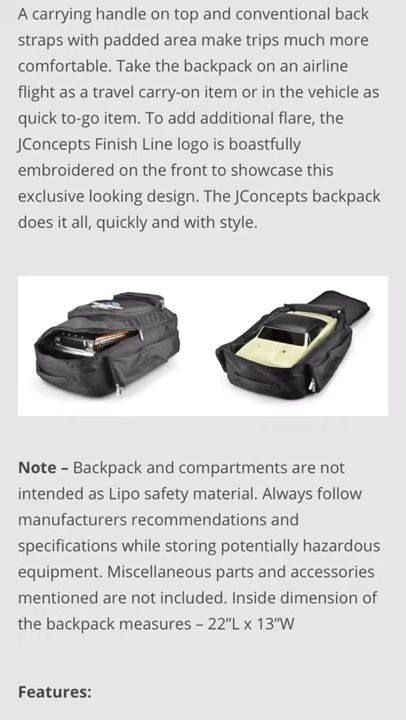 A carrying handle on top and conventional back
straps with padded area make trips much more
comfortable. Take the backpack on an airline
flight as a travel carry-on item or in the vehicle as
quick to-go item. To add additional flare, the
JConcepts Finish Line logo is boastfully
embroidered on the front to showcase this
exclusive looking design. The JConcepts backpack
does it all, quickly and with style.
Note – Backpack and compartments are not
intended as Lipo safety material. Always follow
manufacturers recommendations and
specifications while storing potentially hazardous
equipment. Miscellaneous parts and accessories
mentioned are not included. Inside dimension of
the backpack measures – 22”L x 13”W
Features: